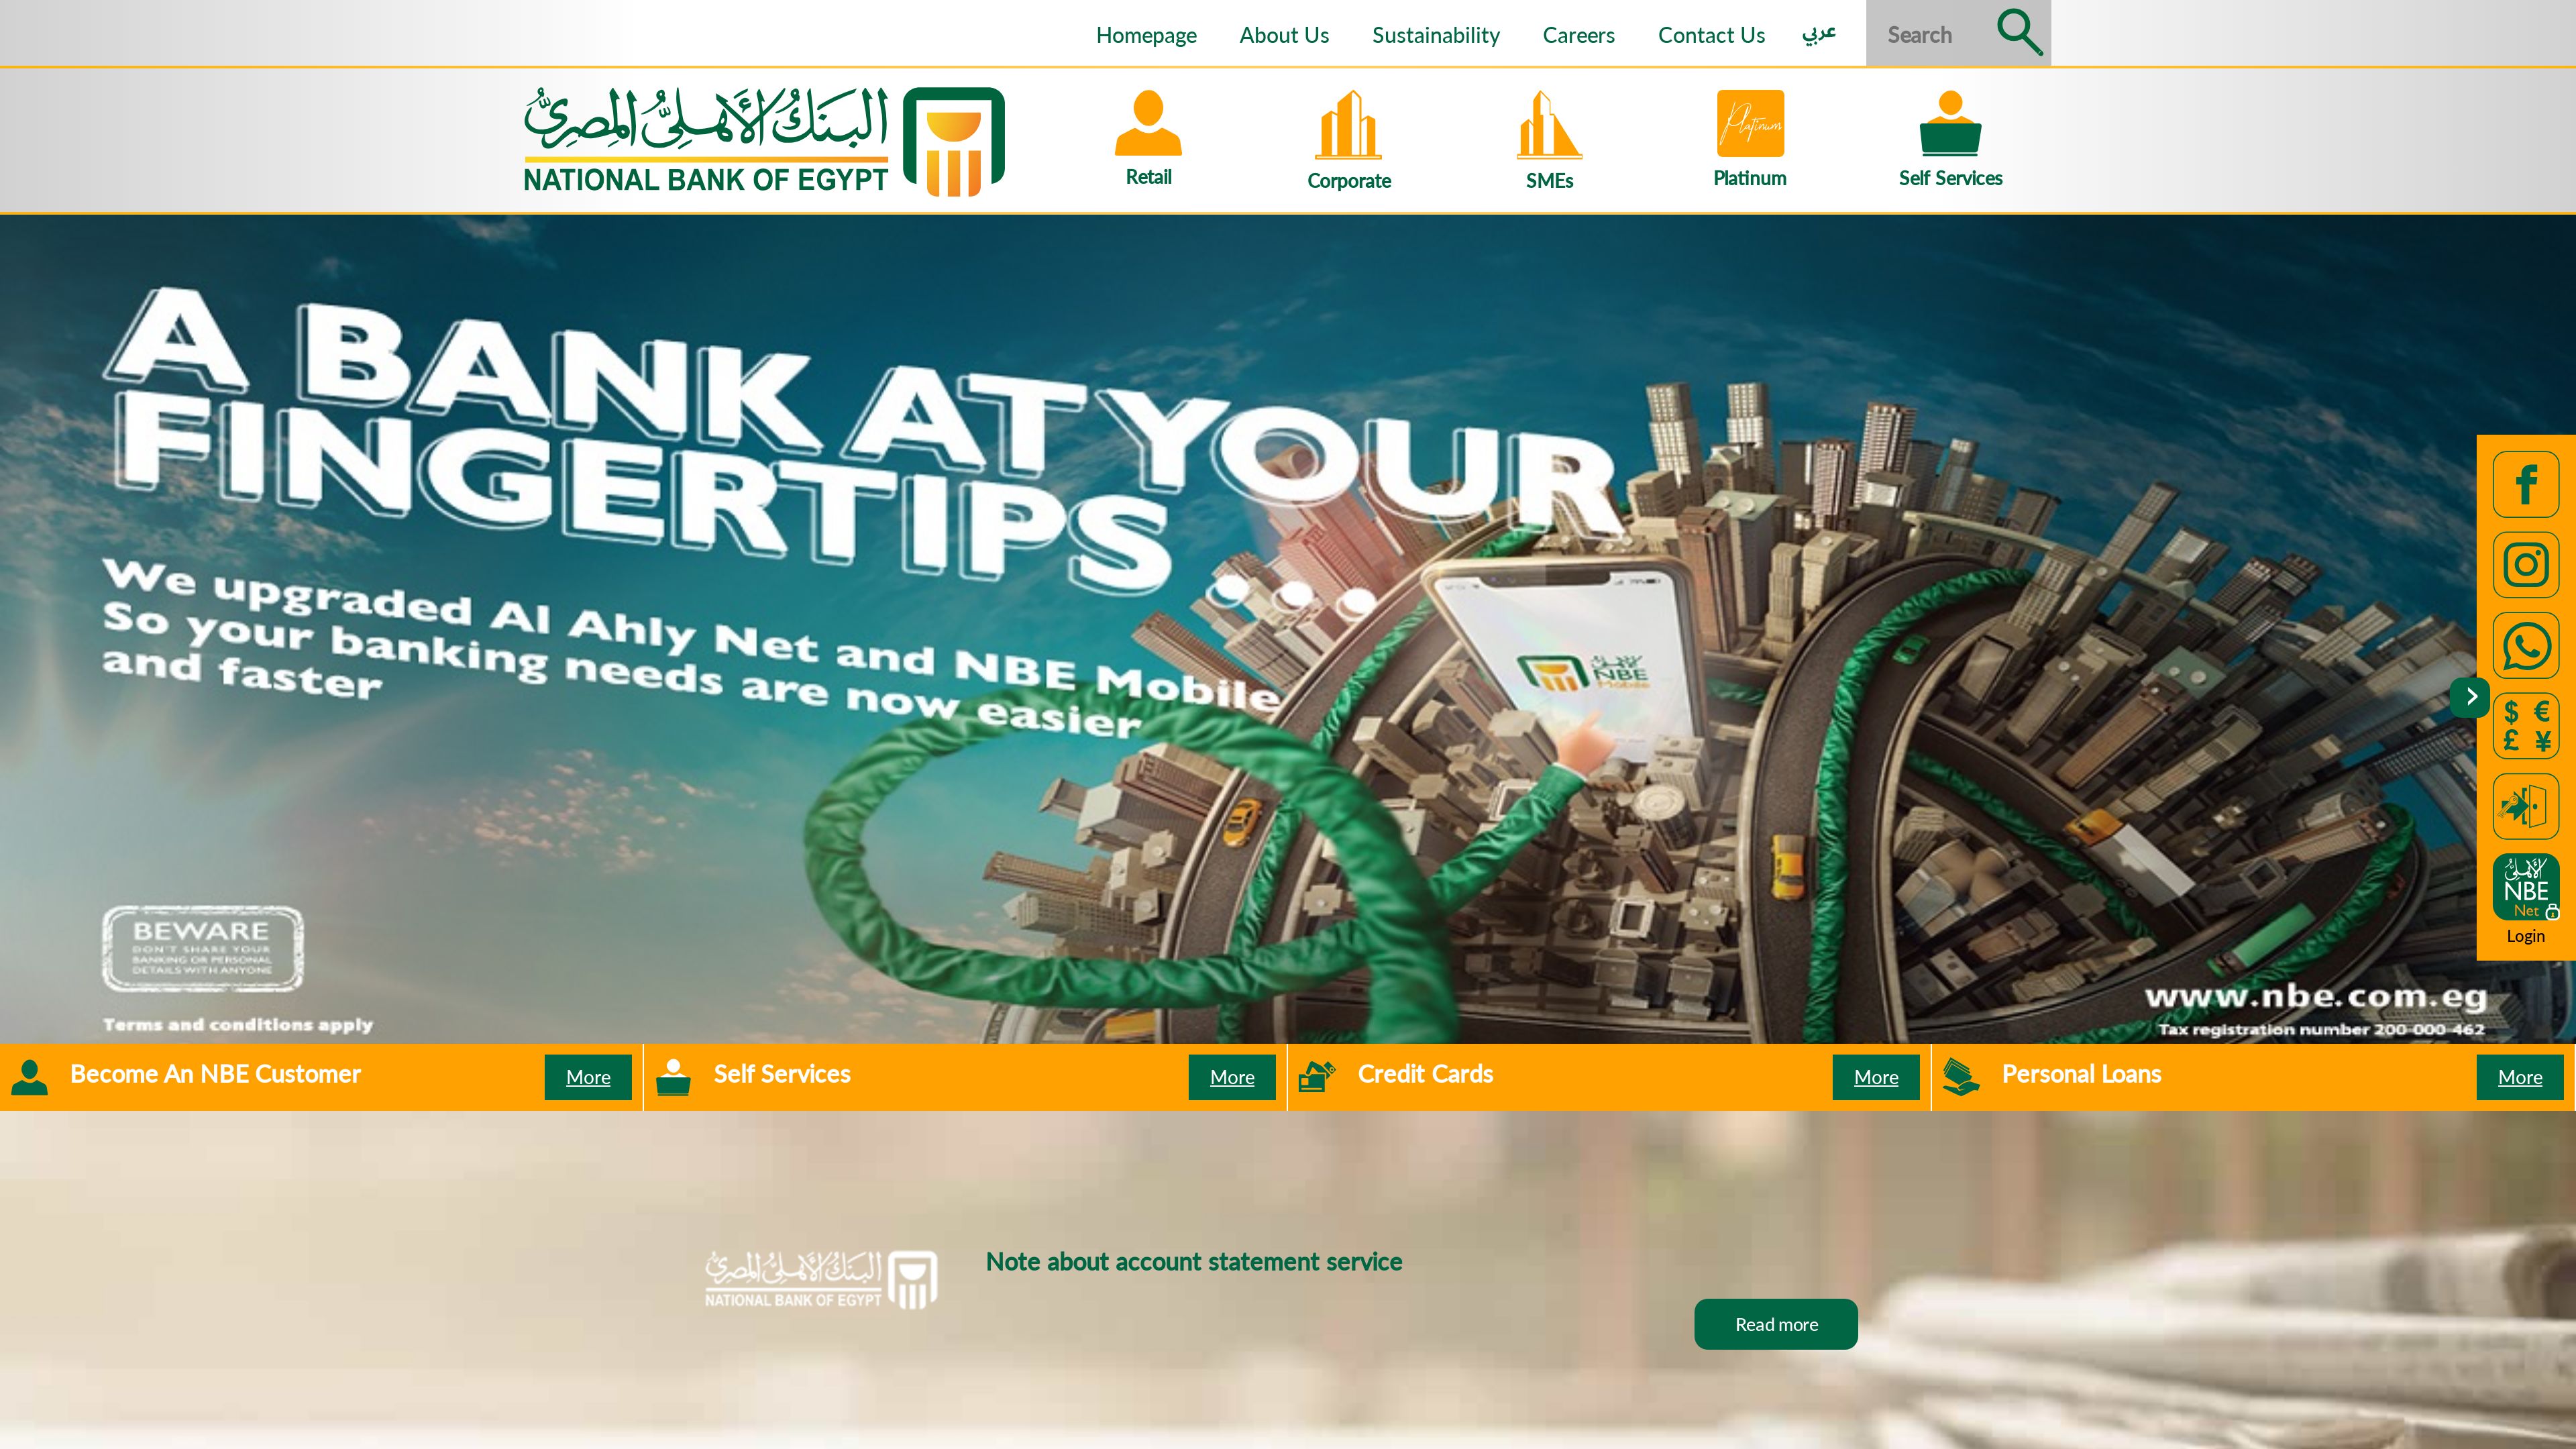 Homepage
About Us
Sustainability
Careers
Contact Us
عربي
Search
البنك الأهلي المصري
NATIONAL BANK OF EGYPT
Retail
Corporate
SMEs
Platinum
Platinum
Self Services
A BANK AT YOUR
FINGERTIPS...
We upgraded Al Ahly Net and NBE Mobile
So your banking needs are now easier
and faster
NBE
Mobile
BEWARE
DON'T SHARE YOUR
BANKING OR PERSONAL
DETAILS WITH ANYONE
Terms and conditions apply
www.nbe.com.eg
Tax registration number 200-000-462
$ €
£ ¥
الأهلي
NBE
Net
Login
Become An NBE Customer
More
Self Services
More
Credit Cards
More
Personal Loans
More
البنك الأهلي المصري
NATIONAL BANK OF EGYPT
Note about account statement service
Read more